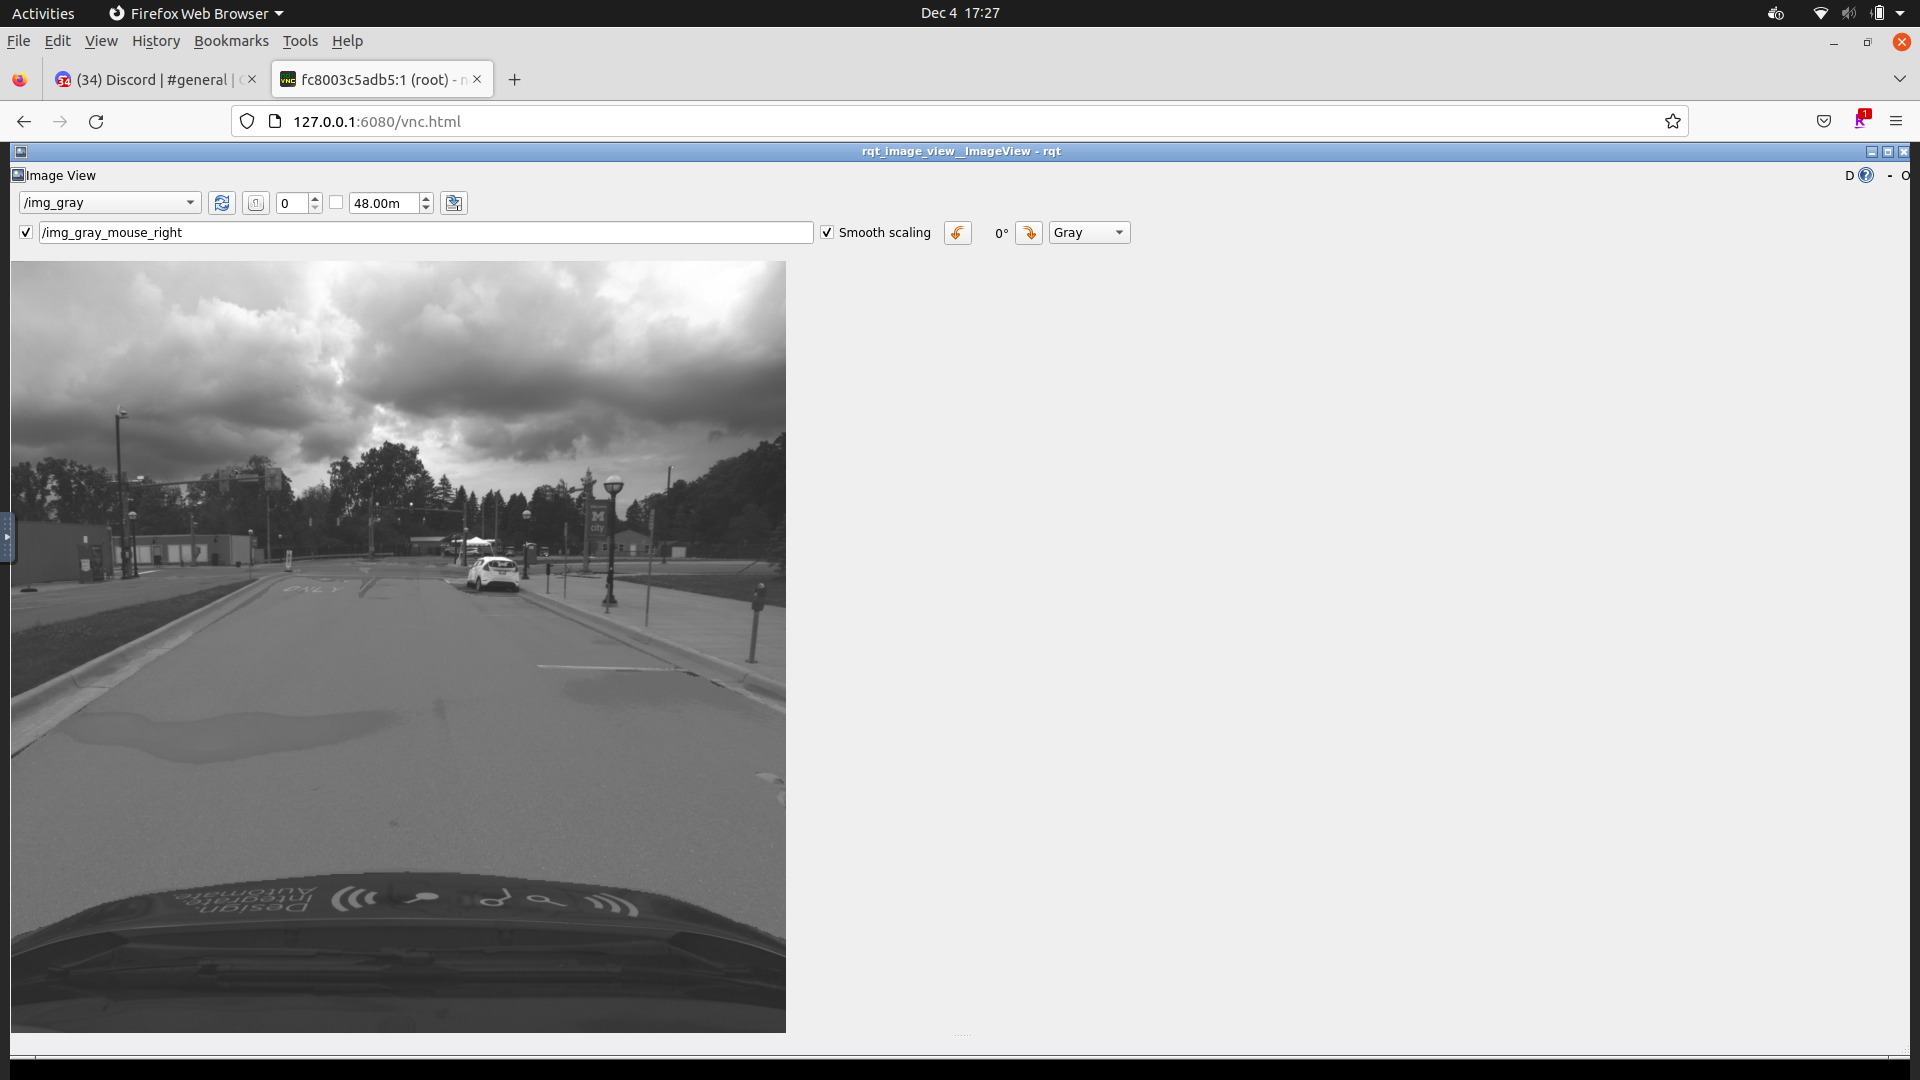 Activities
Firefox Web Browser
Dec 4 17:27
File Edit View History Bookmarks Tools Help
(34) Discord | #general |
fc8003c5adb5:1 (root) -
127.0.0.1:6080/vnc.html
1
rqt_image_view__ImageView - rqt
Image View
D
- O
/img_gray
0
48.00m
/img_gray_mouse_right
Smooth scaling
0°
Gray
M
city
ONLY
Design.
Integrate.
Automate.